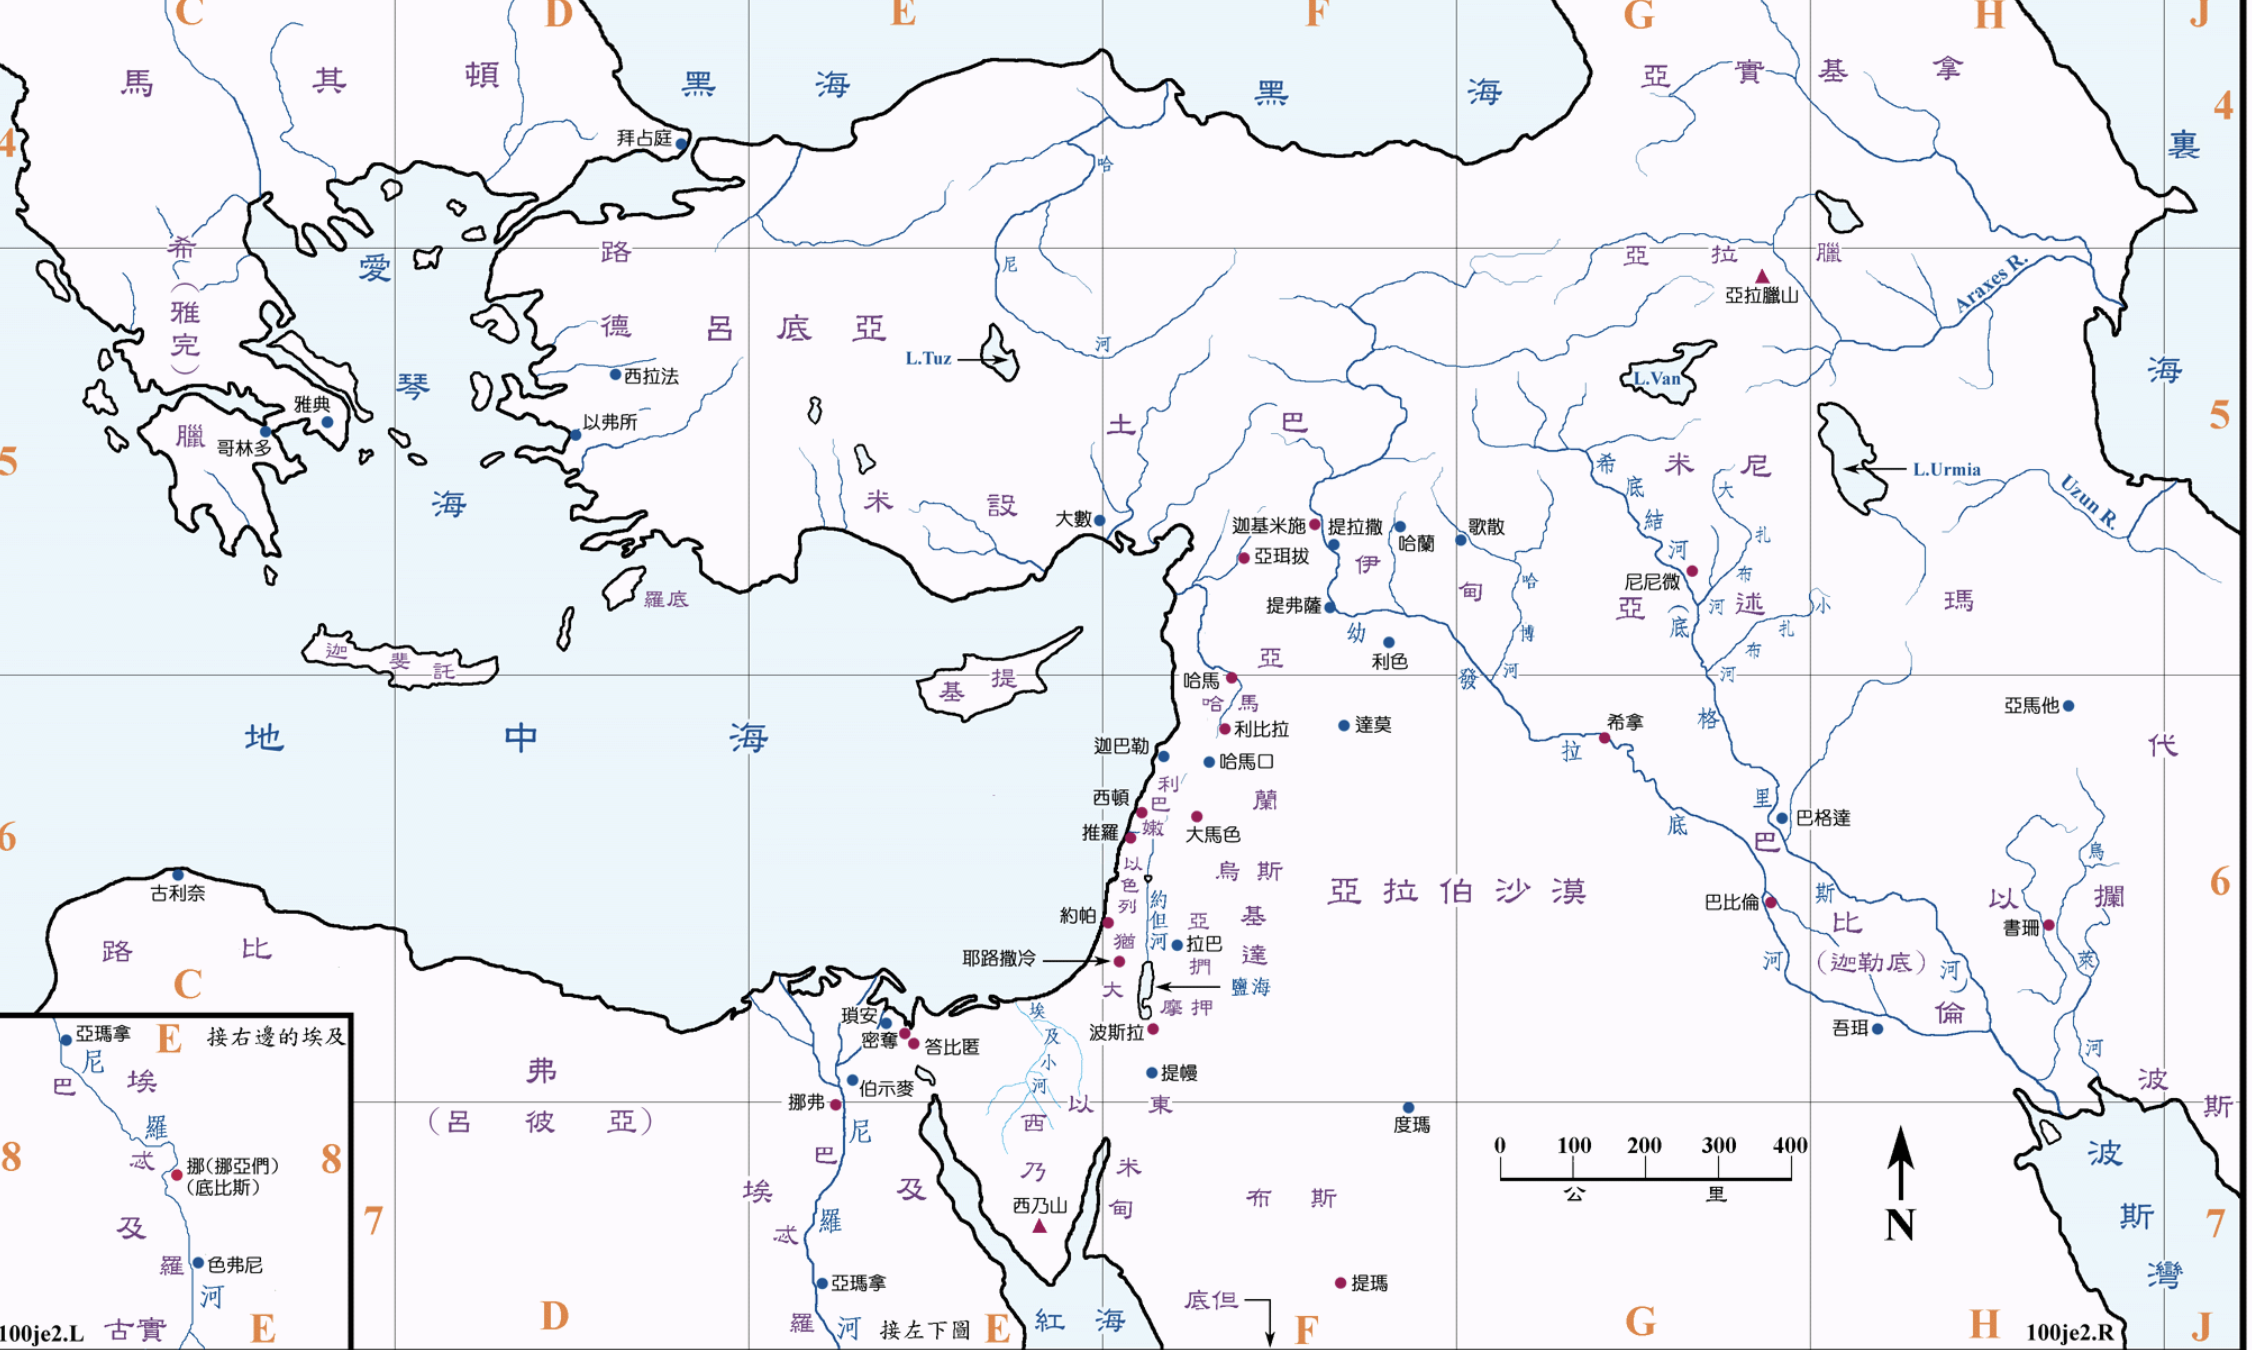 C D E F G H J
馬 其 頓
黑 海
黑 海
亞 實 基 拿
4
4
拜占庭
裏
海
哈
尼
河
希
（雅完）
臘
愛
琴
海
路
德
呂 底 亞
亞 拉 臘
亞拉臘山
Araxes R.
L.Tuz
西拉法
L.Van
以弗所
雅典
哥林多
土
巴
5
5
希
底
結
河
米 尼
大
扎
布
河
L.Urmia
Uzun R.
米 設
大數
迦基米施
提拉撒
哈蘭
歌散
亞珥拔
伊
甸
哈
博
河
尼尼微
亞 述
（底
小
扎
布
河
瑪
代
羅底
提弗薩
幼
發
拉
底
河
利色
迦 斐 託
基 提
亞
蘭
哈馬
哈 馬
利比拉
達莫
希拿
格
里
斯
河）
亞馬他
地 中 海
迦巴勒
哈馬口
利
巴
嫩
西頓
推羅
大馬色
巴格達
巴
比
倫
6
6
古利奈
以
色
列
烏 斯
亞 拉 伯 沙 漠
巴比倫
（迦勒底）
以 攔
書珊
烏
萊
河
約帕
約
但
河
亞
捫
基
達
拉巴
路 比
猶
大
耶路撒冷
鹽海
摩 押
C
瑣安
密奪
答比匿
埃
及
小
河
波斯拉
吾珥
E 接右邊的埃及
亞瑪拿
尼
巴 埃
弗
（呂 彼 亞）
伯示麥
提幔
波
斯
挪弗
以 東
度瑪
西
乃
0 100 200 300 400
公 里
8 8
羅
忒
挪(挪亞們)
(底比斯)
巴
尼
波
斯
灣
米
甸
及
羅
7
7
埃 及
羅
忒
羅
西乃山
布 斯
N
色弗尼
河
亞瑪拿
提瑪
底但
100je2.L
古實
E
D
河
接左下圖
E
紅 海
F
G
H
100je2.R
J